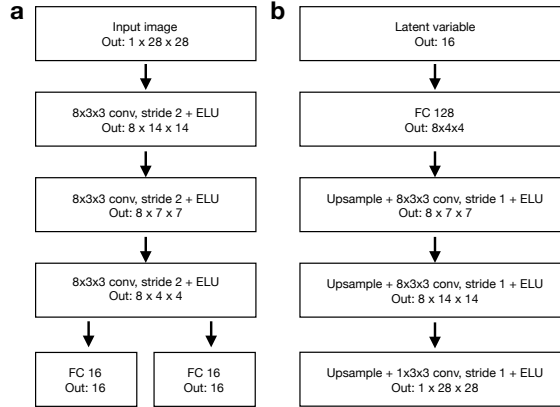 a
Input image
Out: 1 x 28 x 28
8x3x3 conv, stride 2 + ELU
Out: 8 x 14 x 14
8x3x3 conv, stride 2 + ELU
Out: 8 x 7 x 7
8x3x3 conv, stride 2 + ELU
Out: 8 x 4 x 4
FC 16
Out: 16
FC 16
Out: 16
b
Latent variable
Out: 16
FC 128
Out: 8x4x4
Upsample + 8x3x3 conv, stride 1 + ELU
Out: 8 x 7 x 7
Upsample + 8x3x3 conv, stride 1 + ELU
Out: 8 x 14 x 14
Upsample + 1x3x3 conv, stride 1 + ELU
Out: 1 x 28 x 28